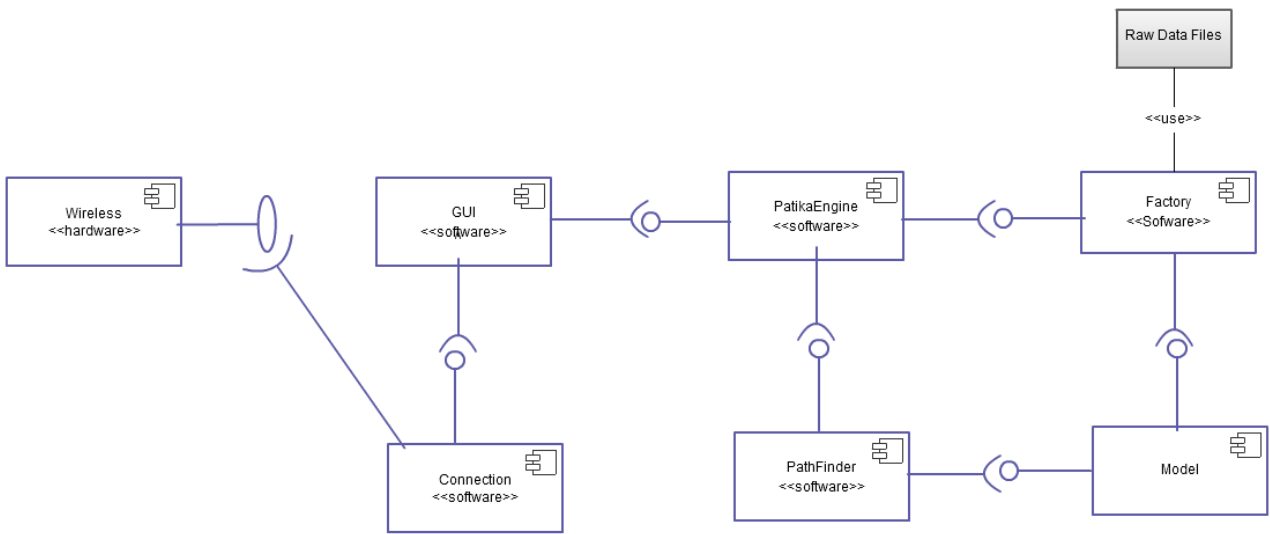 Raw Data Files
<<use>>
Wireless
<<hardware>>
GUI
<<software>>
PatikaEngine
<<software>>
Factory
<<Sofware>>
Connection
<<software>>
PathFinder
<<software>>
Model